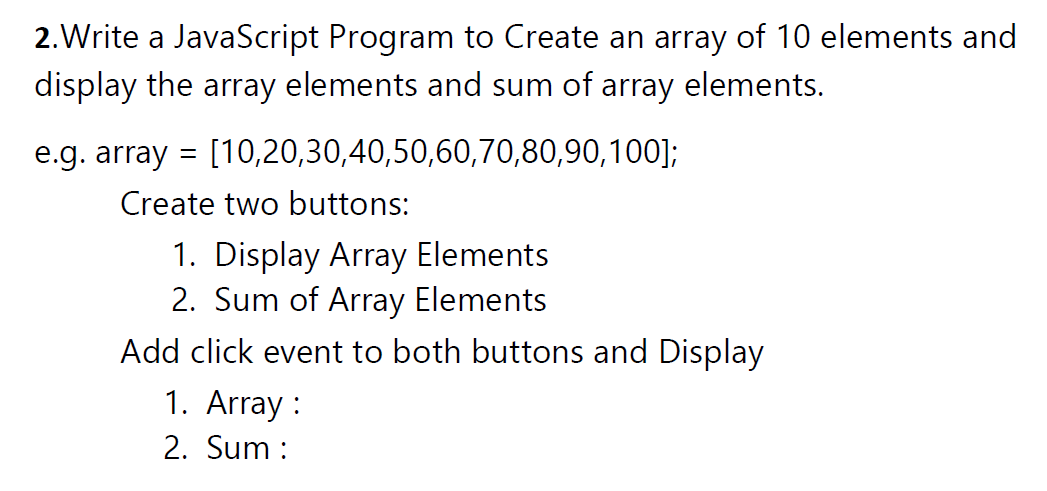 2.Write a JavaScript Program to Create an array of 10 elements and
display the array elements and sum of array elements.
e.g. array = [10,20,30,40,50,60,70,80,90,100];
Create two buttons:
1. Display Array Elements
2. Sum of Array Elements
Add click event to both buttons and Display
1. Array :
2. Sum :